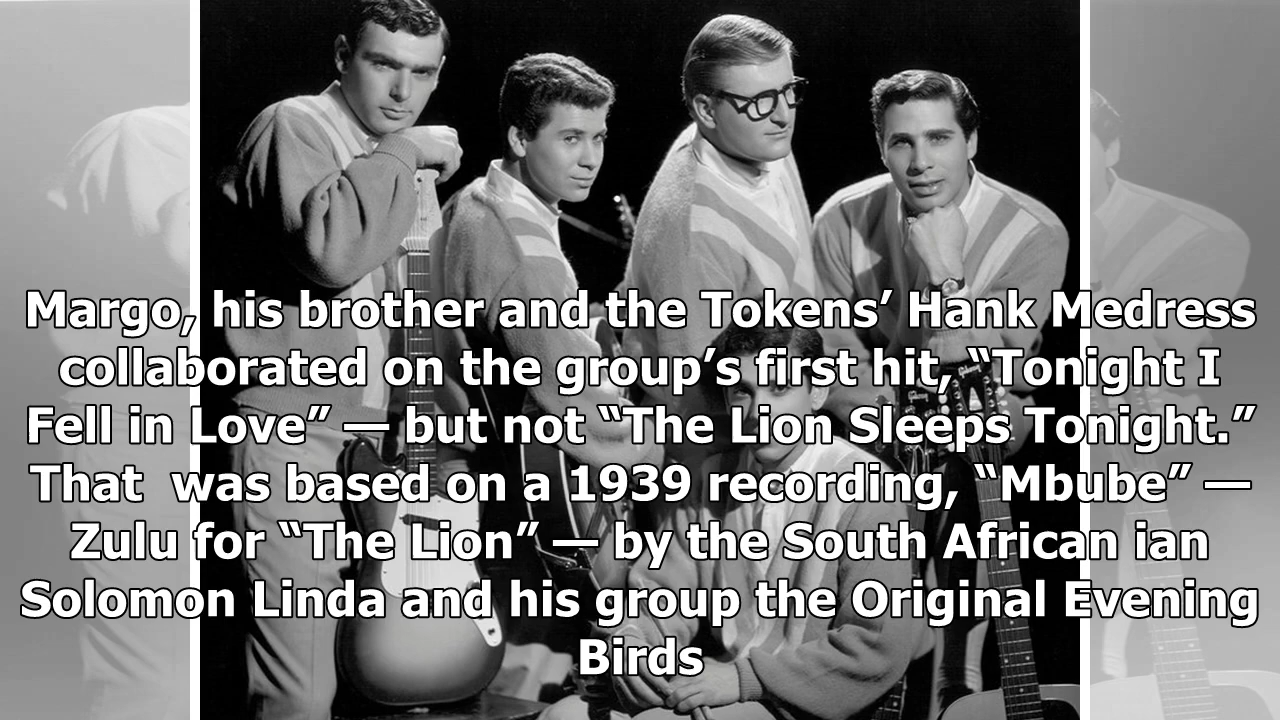 Margo, his brother and the Tokens’ Hank Medress
collaborated on the group’s first hit, “Tonight I
Fell in Love” — but not “The Lion Sleeps Tonight.”
That  was based on a 1939 recording, “Mbube” —
Zulu for “The Lion” — by the South African ian
Solomon Linda and his group the Original Evening
Birds